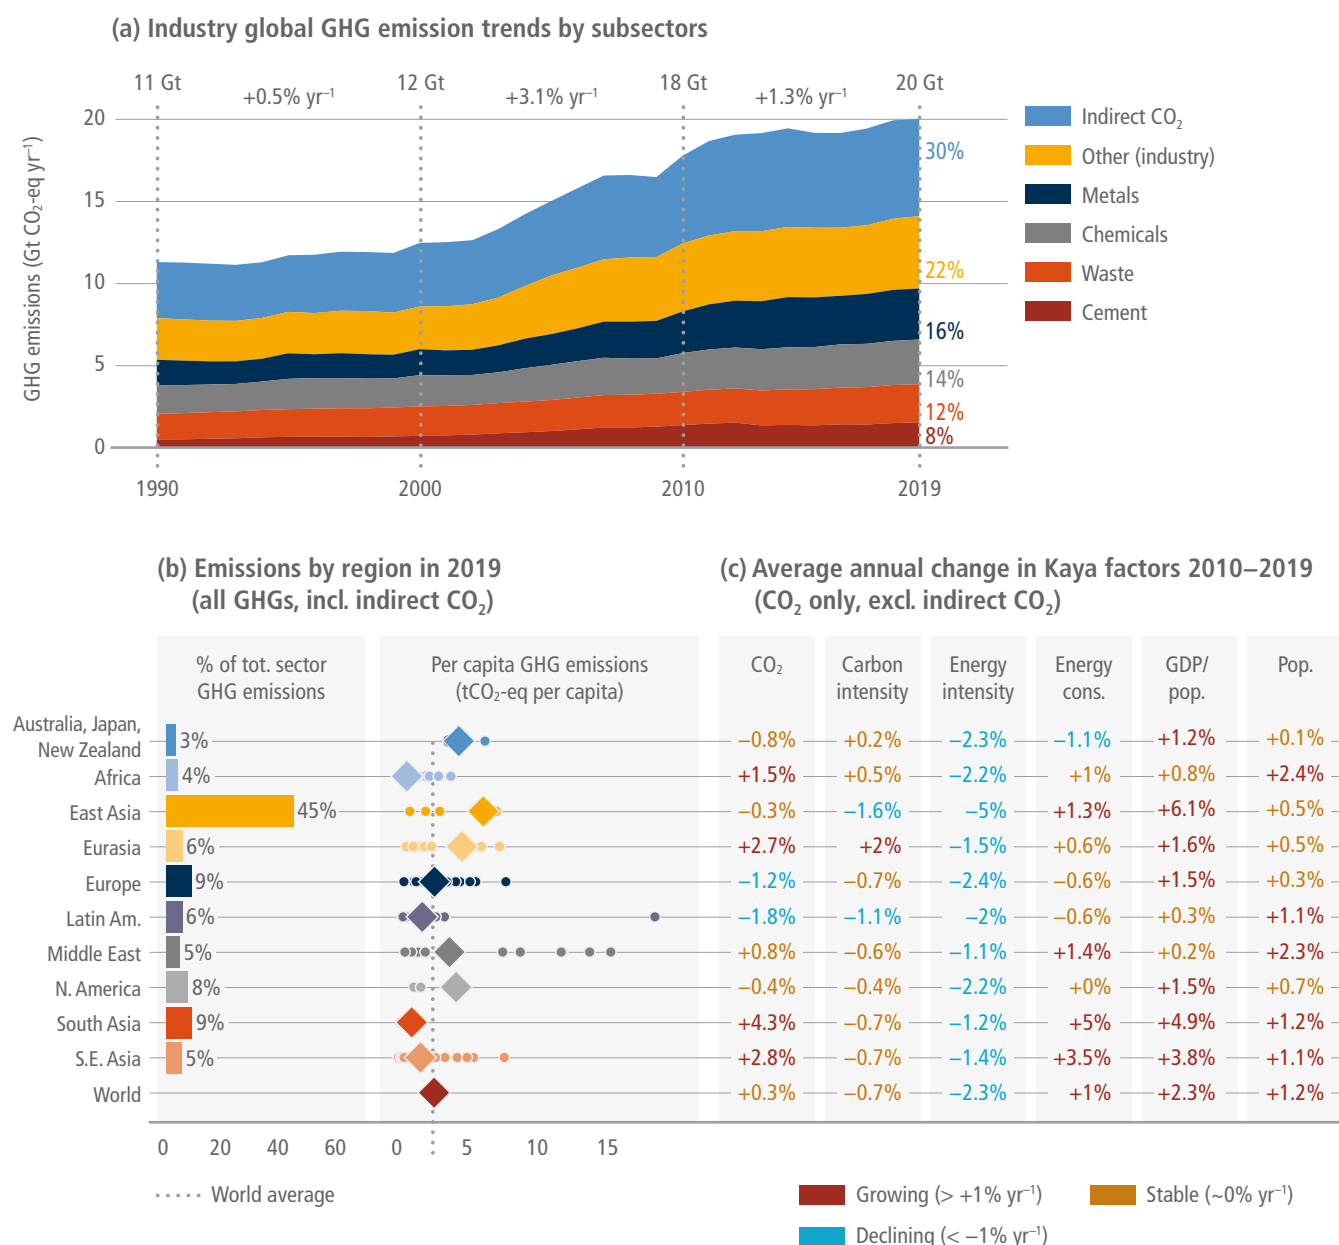 (a) Industry global GHG emission trends by subsectors
11 Gt
+0.5% yr⁻¹
12 Gt
+3.1% yr⁻¹
18 Gt
+1.3% yr⁻¹
20 Gt
GHG emissions (Gt CO₂-eq yr⁻¹)
20
15
10
5
0
30%
22%
16%
14%
12%
8%
1990
2000
2010
2019
Indirect CO₂
Other (industry)
Metals
Chemicals
Waste
Cement
(b) Emissions by region in 2019
(all GHGs, incl. indirect CO₂)
(c) Average annual change in Kaya factors 2010–2019
(CO₂ only, excl. indirect CO₂)
% of tot. sector
GHG emissions
Per capita GHG emissions
(tCO₂-eq per capita)
CO₂
Carbon
intensity
Energy
intensity
Energy
cons.
GDP/
pop.
Pop.
Australia, Japan,
New Zealand
3% −0.8% +0.2% −2.3% −1.1% +1.2% +0.1%
Africa 4% +1.5% +0.5% −2.2% +1% +0.8% +2.4%
East Asia 45% −0.3% −1.6% −5% +1.3% +6.1% +0.5%
Eurasia 6% +2.7% +2% −1.5% +0.6% +1.6% +0.5%
Europe 9% −1.2% −0.7% −2.4% −0.6% +1.5% +0.3%
Latin Am. 6% −1.8% −1.1% −2% −0.6% +0.3% +1.1%
Middle East 5% +0.8% −0.6% −1.1% +1.4% +0.2% +2.3%
N. America 8% −0.4% −0.4% −2.2% +0% +1.5% +0.7%
South Asia 9% +4.3% −0.7% −1.2% +5% +4.9% +1.2%
S.E. Asia 5% +2.8% −0.7% −1.4% +3.5% +3.8% +1.1%
World +0.3% −0.7% −2.3% +1% +2.3% +1.2%
0 20 40 60
0 5 10 15
World average
Growing (> +1% yr⁻¹)
Stable (~0% yr⁻¹)
Declining (< −1% yr⁻¹)